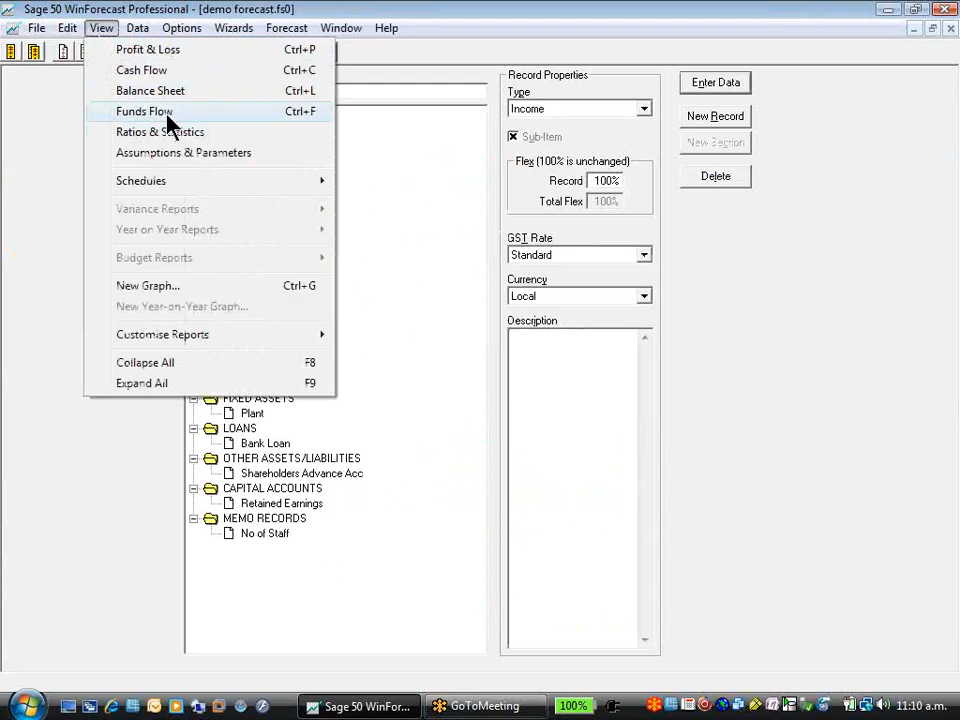 Sage 50 WinForecast Professional - [demo forecast.fs0]
File Edit View Data Options Wizards Forecast Window Help
Profit & Loss Ctrl+P
Cash Flow Ctrl+C
Balance Sheet Ctrl+L
Funds Flow Ctrl+F
Ratios & Statistics
Assumptions & Parameters
Schedules
Variance Reports
Year on Year Reports
Budget Reports
New Graph... Ctrl+G
New Year-on-Year Graph...
Customise Reports
Collapse All F8
Expand All F9
FIXED ASSETS
Plant
LOANS
Bank Loan
OTHER ASSETS/LIABILITIES
Shareholders Advance Acc
CAPITAL ACCOUNTS
Retained Earnings
MEMO RECORDS
No of Staff
Record Properties
Type
Income
Sub-Item
Flex (100% is unchanged)
Record 100%
Total Flex 100%
GST Rate
Standard
Currency
Local
Description
Enter Data
New Record
New Section
Delete
Sage 50 WinFor... GoToMeeting 100% 11:10 a.m.